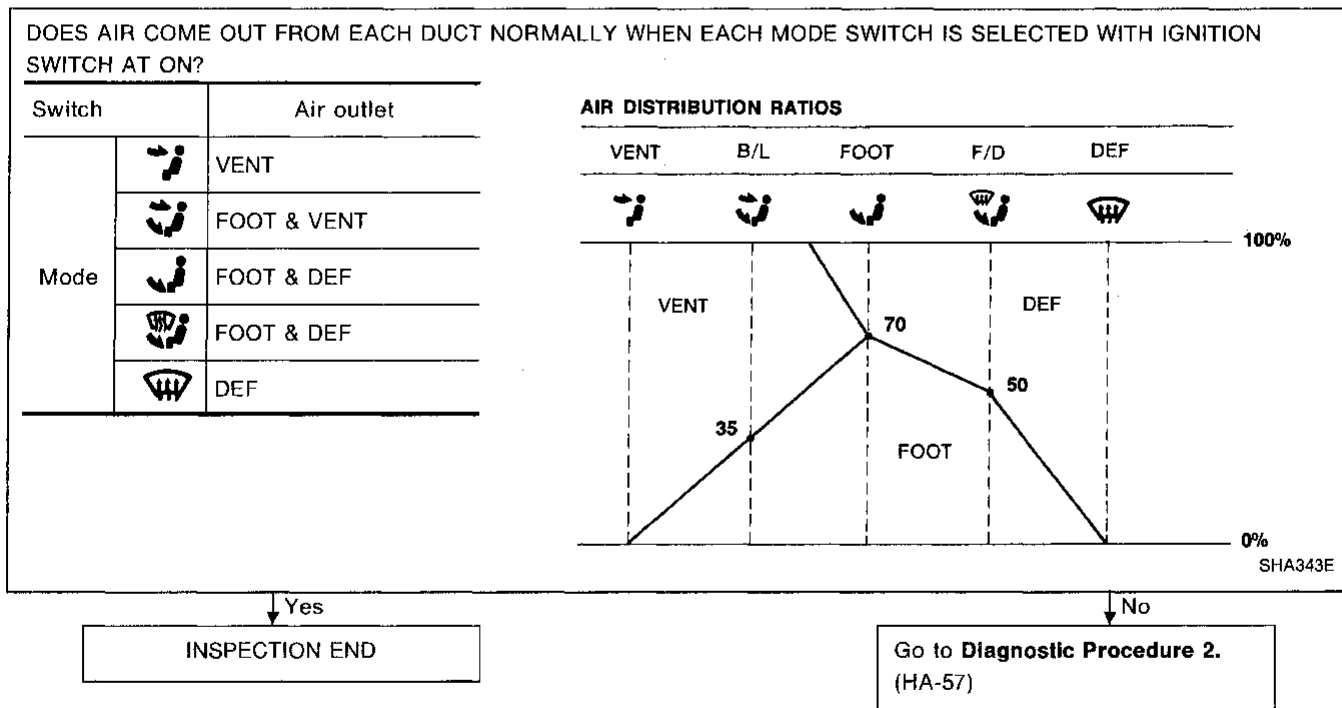 DOES AIR COME OUT FROM EACH DUCT NORMALLY WHEN EACH MODE SWITCH IS SELECTED WITH IGNITION
SWITCH AT ON?
Switch Air outlet
Mode
VENT
FOOT & VENT
FOOT & DEF
FOOT & DEF
DEF
AIR DISTRIBUTION RATIOS
VENT B/L FOOT F/D DEF
100%
VENT DEF
70
50
35
FOOT
0%
SHA343E
Yes
No
INSPECTION END
Go to Diagnostic Procedure 2.
(HA-57)